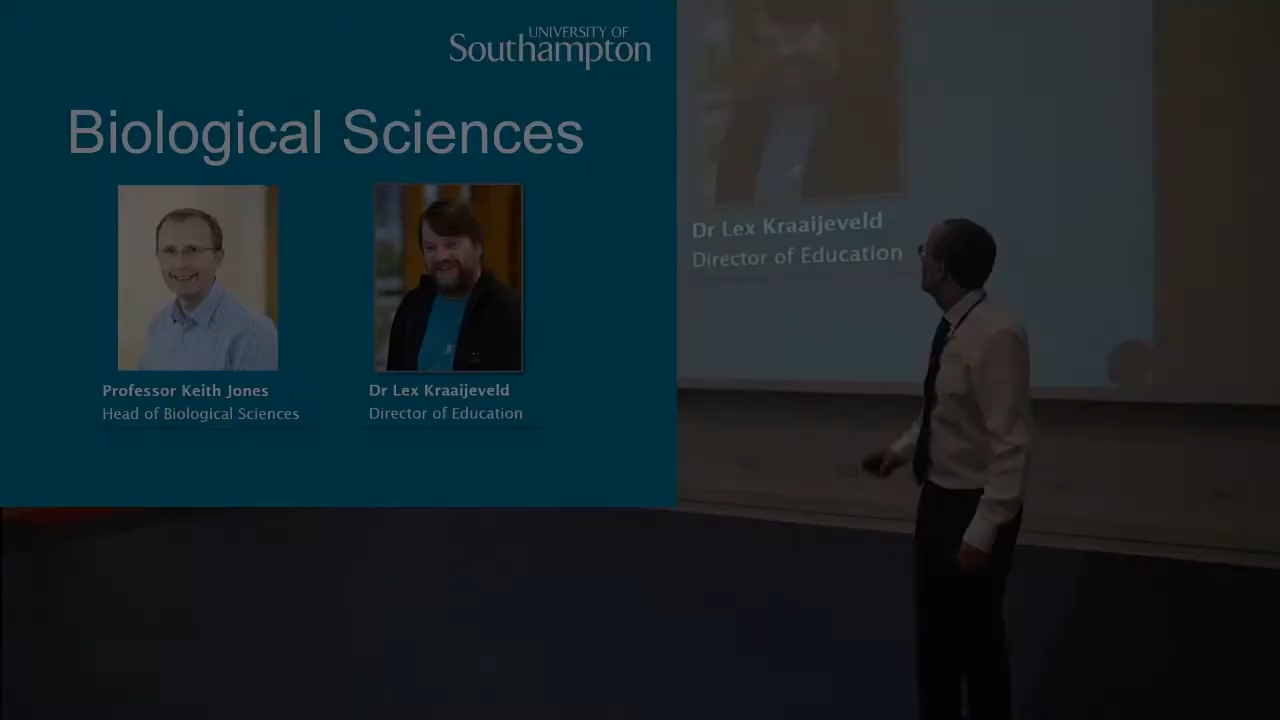 UNIVERSITY OF
Southampton
Biological Sciences
Professor Keith Jones
Head of Biological Sciences
Dr Lex Kraaijeveld
Director of Education
Dr Lex Kraaijeveld
Director of Education